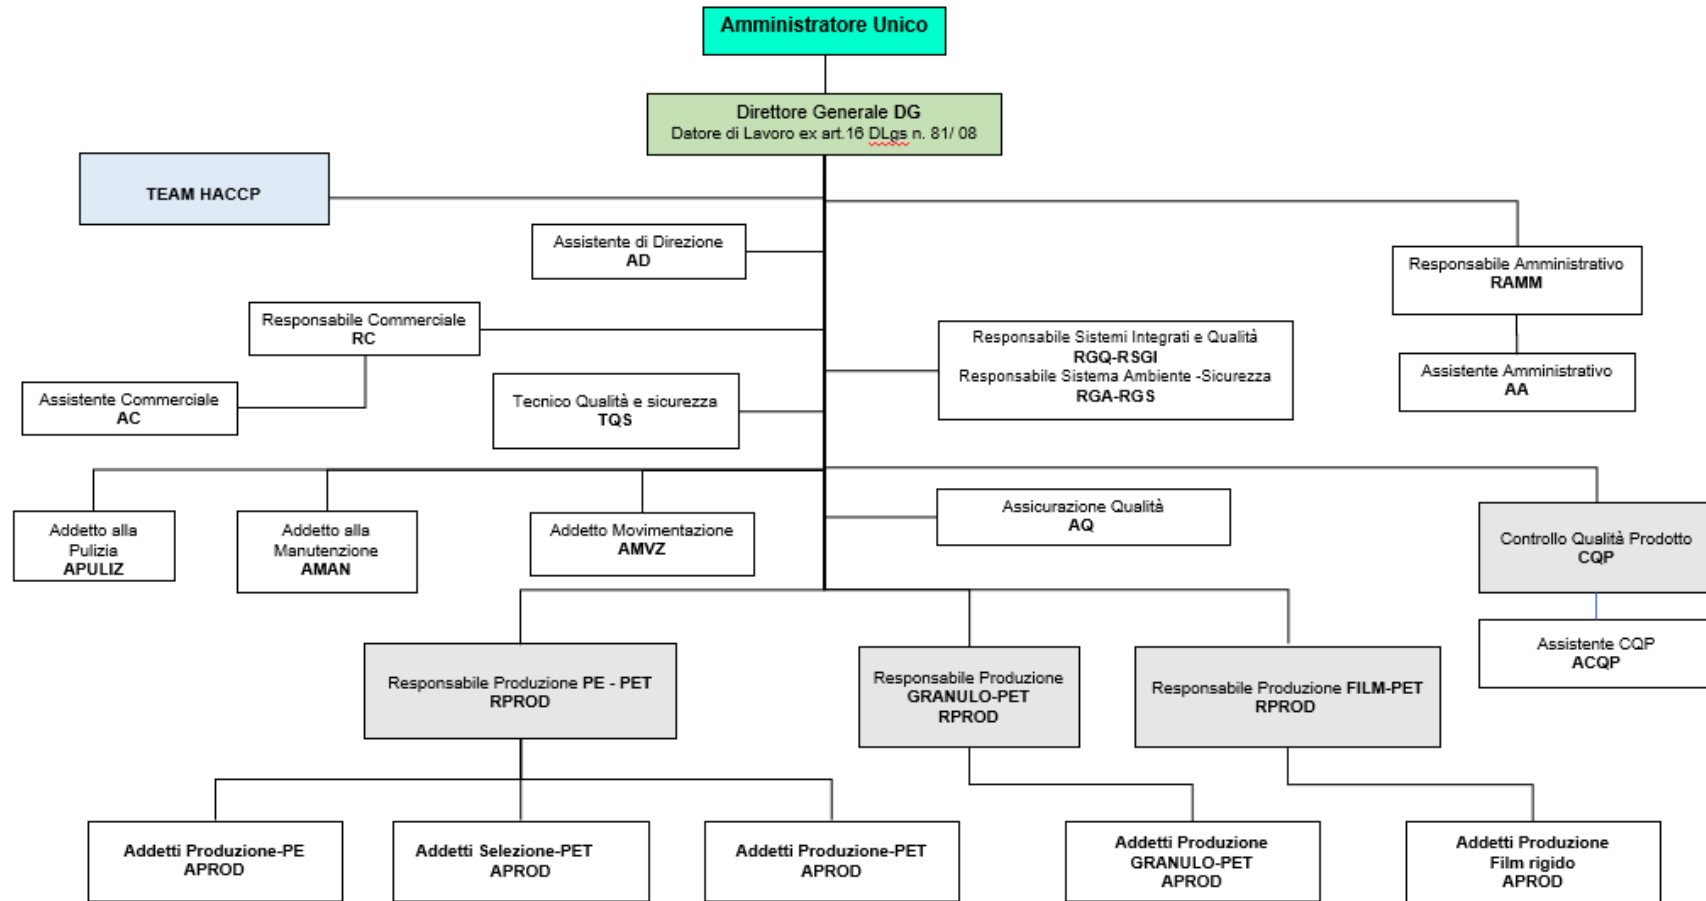 Amministratore Unico
Direttore Generale DG
Datore di Lavoro ex art.16 DLgs n. 81/ 08
TEAM HACCP
Assistente di Direzione
AD
Responsabile Amministrativo
RAMM
Responsabile Commerciale
RC
Responsabile Sistemi Integrati e Qualità
RGQ-RSGI
Responsabile Sistema Ambiente -Sicurezza
RGA-RGS
Assistente Amministrativo
AA
Assistente Commerciale
AC
Tecnico Qualità e sicurezza
TQS
Addetto alla
Pulizia
APULIZ
Addetto alla
Manutenzione
AMAN
Addetto Movimentazione
AMVZ
Assicurazione Qualità
AQ
Controllo Qualità Prodotto
CQP
Assistente CQP
ACQP
Responsabile Produzione PE - PET
RPROD
Responsabile Produzione
GRANULO-PET
RPROD
Responsabile Produzione FILM-PET
RPROD
Addetti Produzione-PE
APROD
Addetti Selezione-PET
APROD
Addetti Produzione-PET
APROD
Addetti Produzione
GRANULO-PET
APROD
Addetti Produzione
Film rigido
APROD